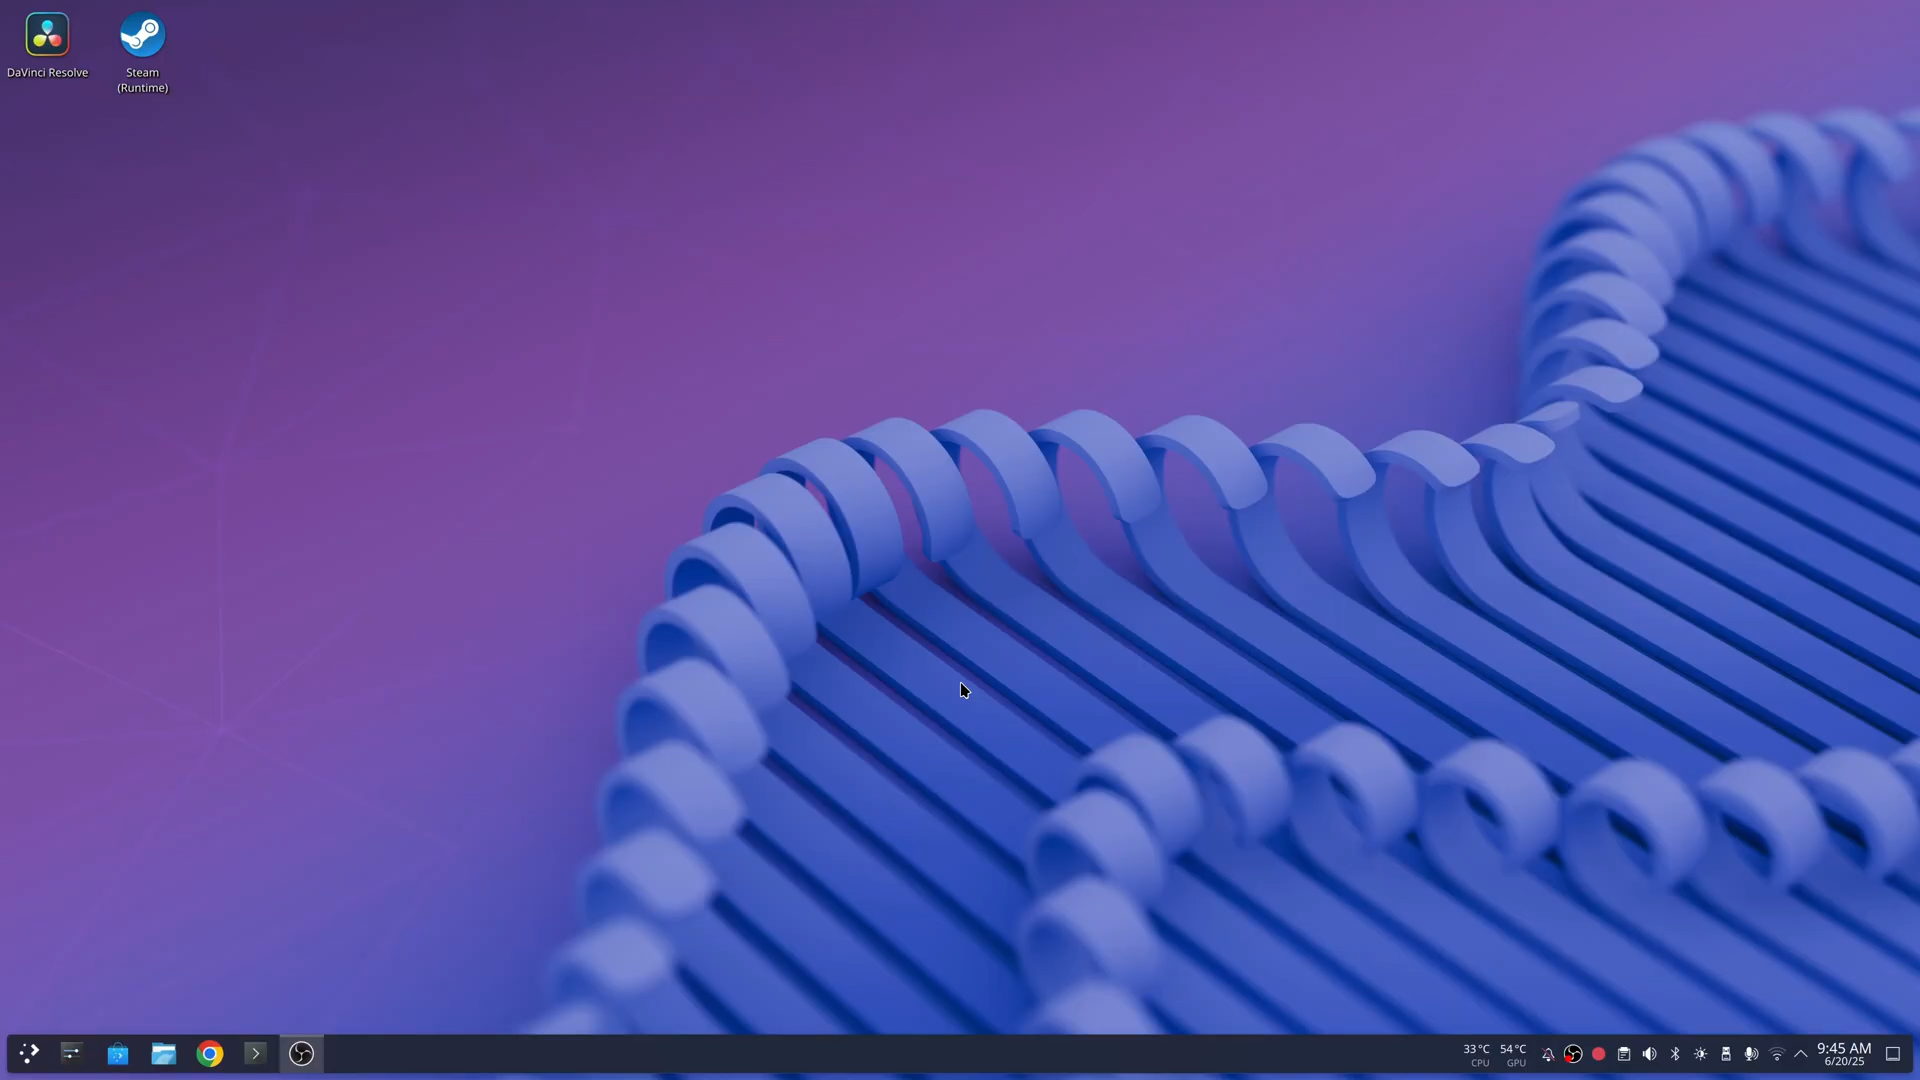 DaVinci Resolve
Steam
(Runtime)
33°C
CPU
54°C
GPU
9:45 AM
6/20/25